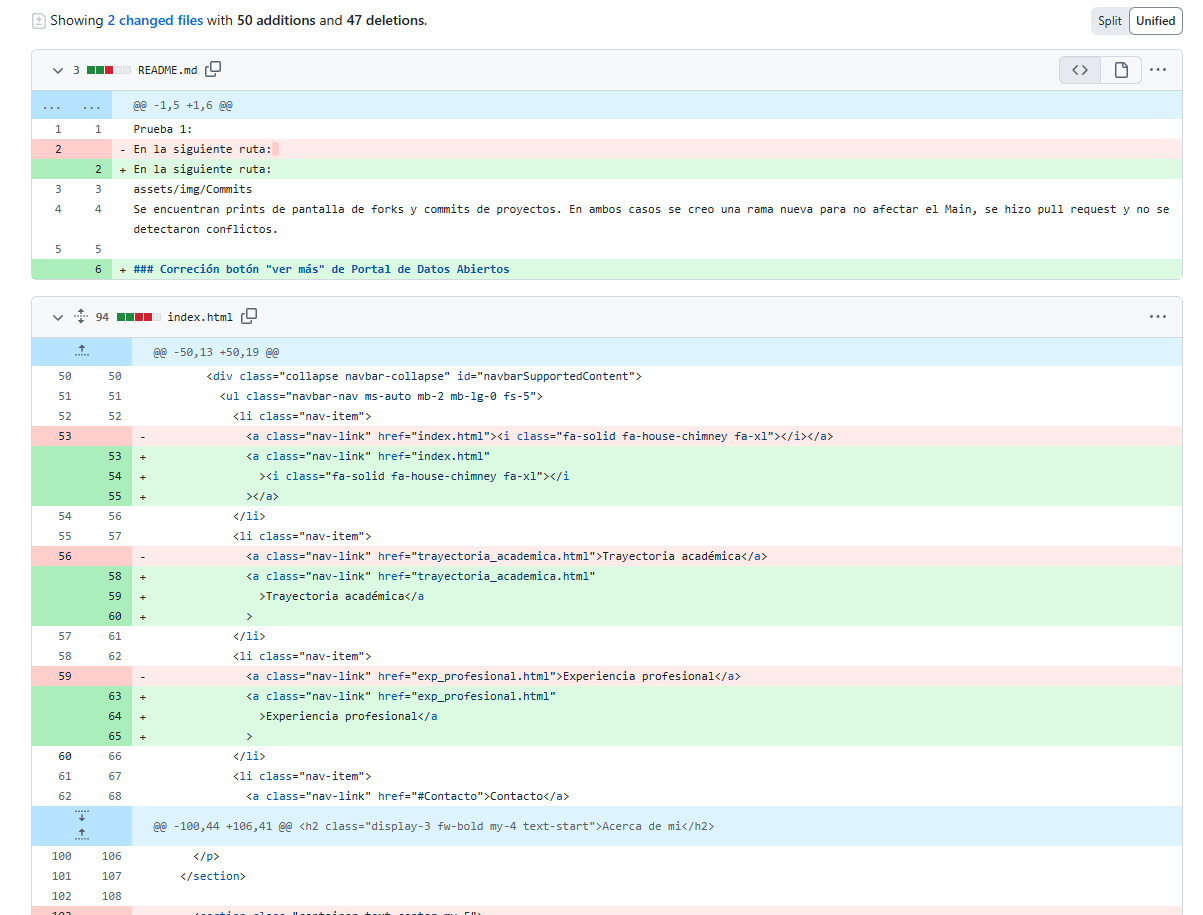 Showing 2 changed files with 50 additions and 47 deletions.
Split Unified
3 README.md
... ... @@ -1,5 +1,6 @@
1 1 Prueba 1:
2 - En la siguiente ruta:
2 + En la siguiente ruta:
3 3 assets/img/Commits
4 4 Se encuentran prints de pantalla de forks y commits de proyectos. En ambos casos se creo una rama nueva para no afectar el Main, se hizo pull request y no se
detectaron conflictos.
5 5
6 + ### Correción botón "ver más" de Portal de Datos Abiertos
94 index.html
@@ -50,13 +50,19 @@
50 50 <div class="collapse navbar-collapse" id="navbarSupportedContent">
51 51 <ul class="navbar-nav ms-auto mb-2 mb-lg-0 fs-5">
52 52 <li class="nav-item">
53 - <a class="nav-link" href="index.html"><i class="fa-solid fa-house-chimney fa-xl"></i></a>
53 + <a class="nav-link" href="index.html"
54 + ><i class="fa-solid fa-house-chimney fa-xl"></i
55 + ></a>
54 56 </li>
55 57 <li class="nav-item">
56 - <a class="nav-link" href="trayectoria_academica.html">Trayectoria académica</a>
58 + <a class="nav-link" href="trayectoria_academica.html"
59 + >Trayectoria académica</a
60 + >
57 61 </li>
58 62 <li class="nav-item">
59 - <a class="nav-link" href="exp_profesional.html">Experiencia profesional</a>
63 + <a class="nav-link" href="exp_profesional.html"
64 + >Experiencia profesional</a
65 + >
60 66 </li>
61 67 <li class="nav-item">
62 68 <a class="nav-link" href="#Contacto">Contacto</a>
@@ -100,44 +106,41 @@ <h2 class="display-3 fw-bold my-4 text-start">Acerca de mi</h2>
100 106 </p>
101 107 </section>
102 108